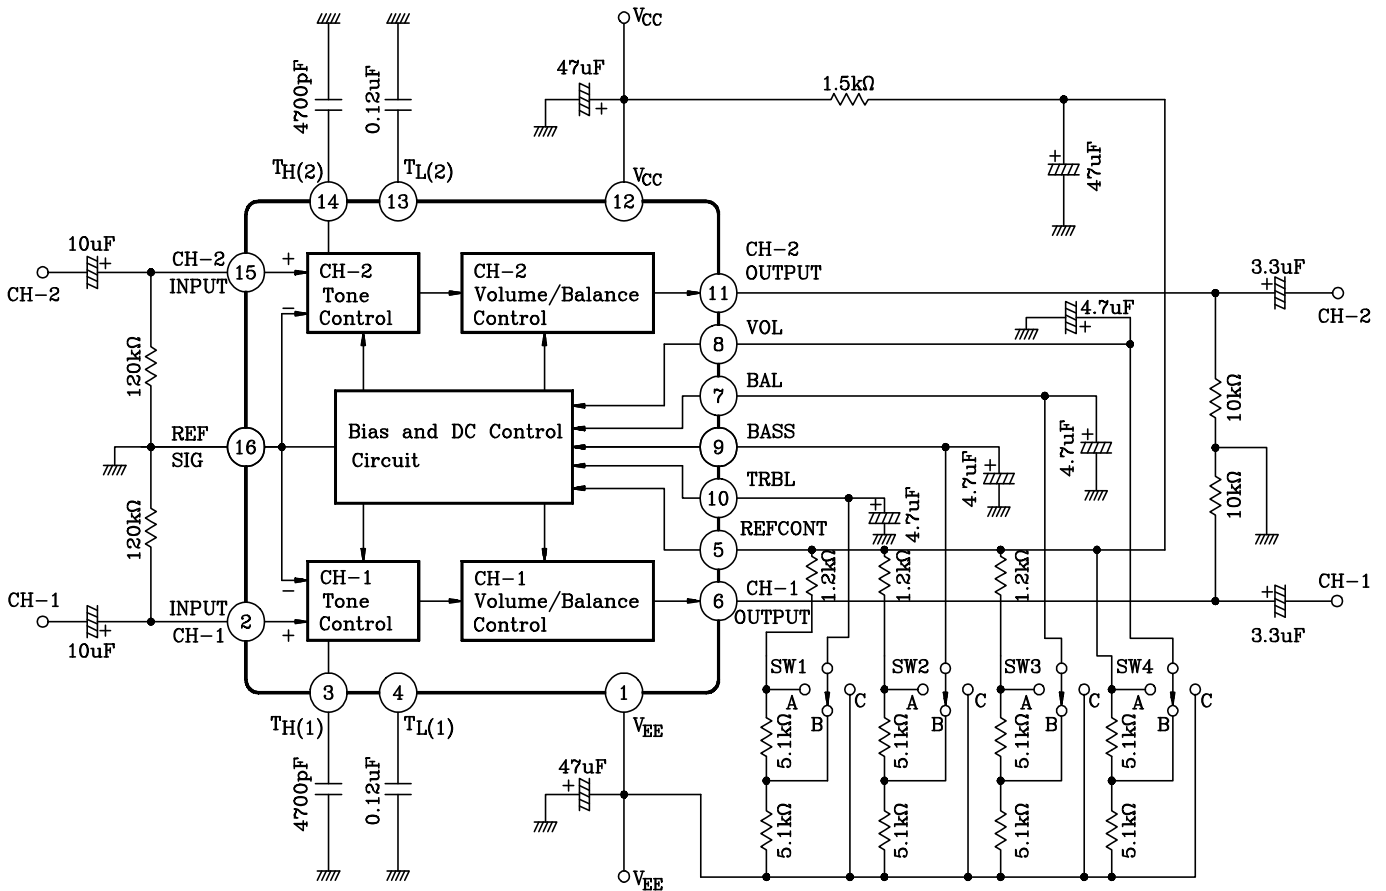 VCC
47uF
+
1.5kΩ
4700pF
0.12uF
+
47uF
TH(2)
TL(2)
VCC
14
13
12
10uF
+
CH-2
CH-2
INPUT
15
+
−
CH-2
Tone
Control
CH-2
Volume/Balance
Control
CH-2
OUTPUT
11
3.3uF
+
CH-2
4.7uF
+
VOL
8
120kΩ
BAL
7
10kΩ
REF
SIG
16
Bias and DC Control
Circuit
BASS
9
+
4.7uF
+
4.7uF
TRBL
10
+
4.7uF
10kΩ
120kΩ
REFCONT
5
1.2kΩ
1.2kΩ
1.2kΩ
CH-1
10uF
+
INPUT
CH-1
2
−
+
CH-1
Tone
Control
CH-1
Volume/Balance
Control
6
CH-1
OUTPUT
+
3.3uF
CH-1
SW1
A
B
C
SW2
A
B
C
SW3
A
B
C
SW4
A
B
C
3
4
1
TH(1)
TL(1)
VEE
5.1kΩ
5.1kΩ
5.1kΩ
5.1kΩ
4700pF
0.12uF
47uF
+
5.1kΩ
5.1kΩ
5.1kΩ
5.1kΩ
VEE